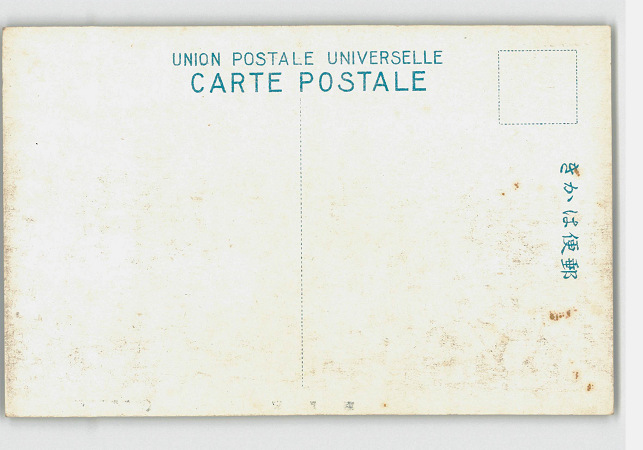 UNION POSTALE UNIVERSELLE
CARTE POSTALE
きかは便郵